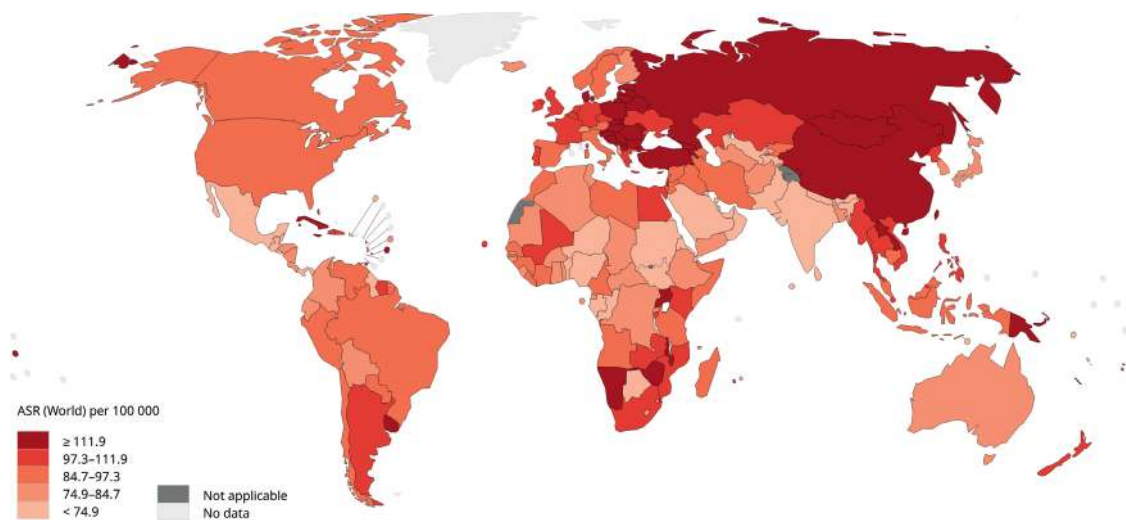 ASR (World) per 100 000
≥ 111.9
97.3–111.9
84.7–97.3
74.9–84.7
< 74.9
Not applicable
No data